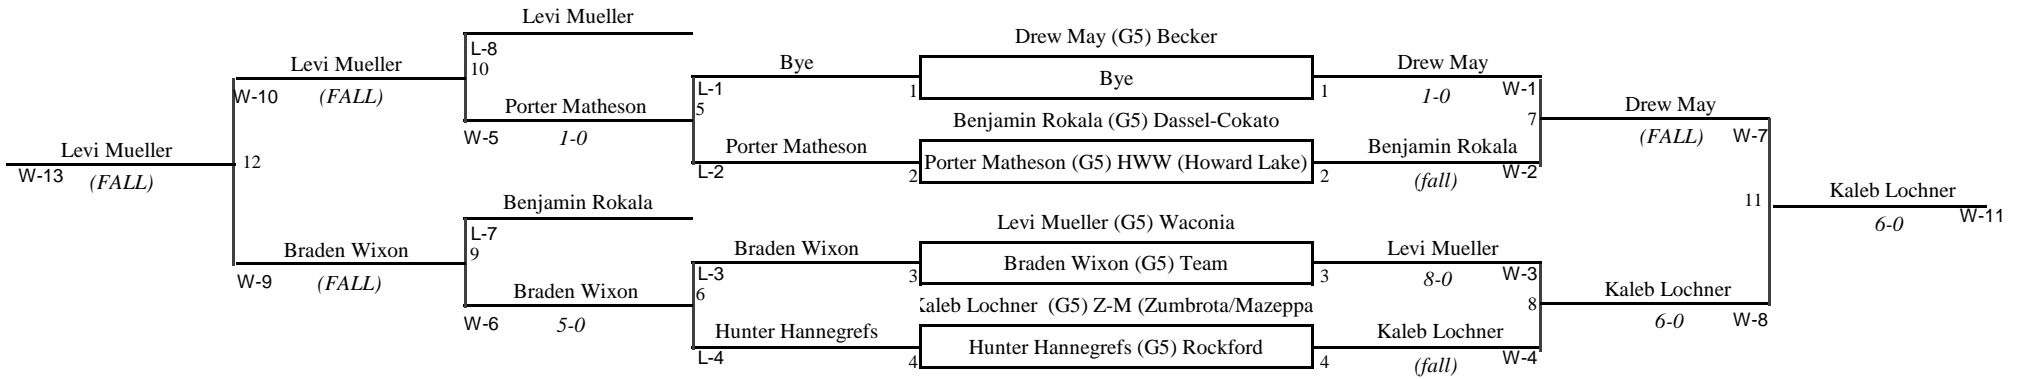 Levi Mueller
L-8
10
Levi Mueller
(FALL)
W-10
Porter Matheson
W-5
1-0
Levi Mueller
W-13
(FALL)
12
Benjamin Rokala
L-7
9
Braden Wixon
W-9
(FALL)
Braden Wixon
W-6
5-0
Bye
L-1
5
Porter Matheson
L-2
Braden Wixon
L-3
6
Hunter Hannegrefs
L-4
Drew May (G5) Becker
1
Bye
1
Benjamin Rokala (G5) Dassel-Cokato
2
Porter Matheson (G5) HWW (Howard Lake)
2
Levi Mueller (G5) Waconia
3
Braden Wixon (G5) Team
3
Kaleb Lochner (G5) Z-M (Zumbrota/Mazeppa
4
Hunter Hannegrefs (G5) Rockford
4
Drew May
1-0
W-1
7
Benjamin Rokala
(fall)
W-2
Drew May
(FALL)
W-7
Levi Mueller
8-0
W-3
8
Kaleb Lochner
(fall)
W-4
Kaleb Lochner
6-0
W-8
11
Kaleb Lochner
6-0
W-11